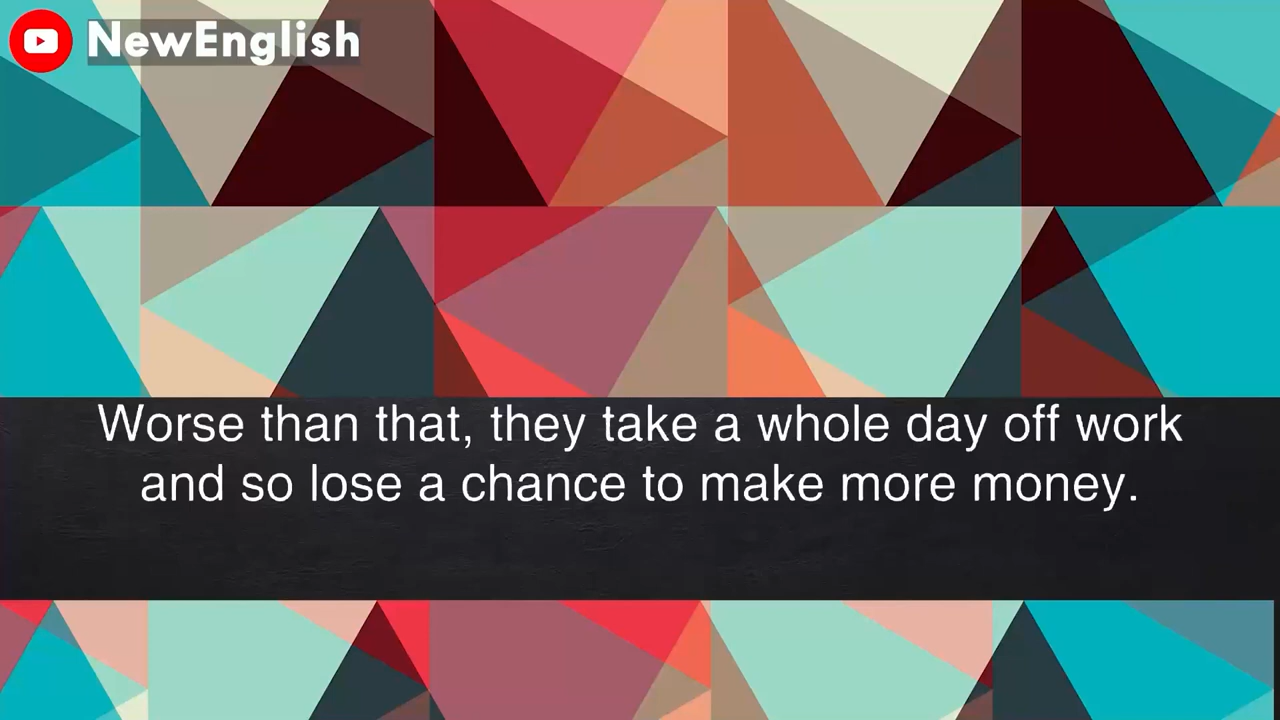 NewEnglish
Worse than that, they take a whole day off work
and so lose a chance to make more money.